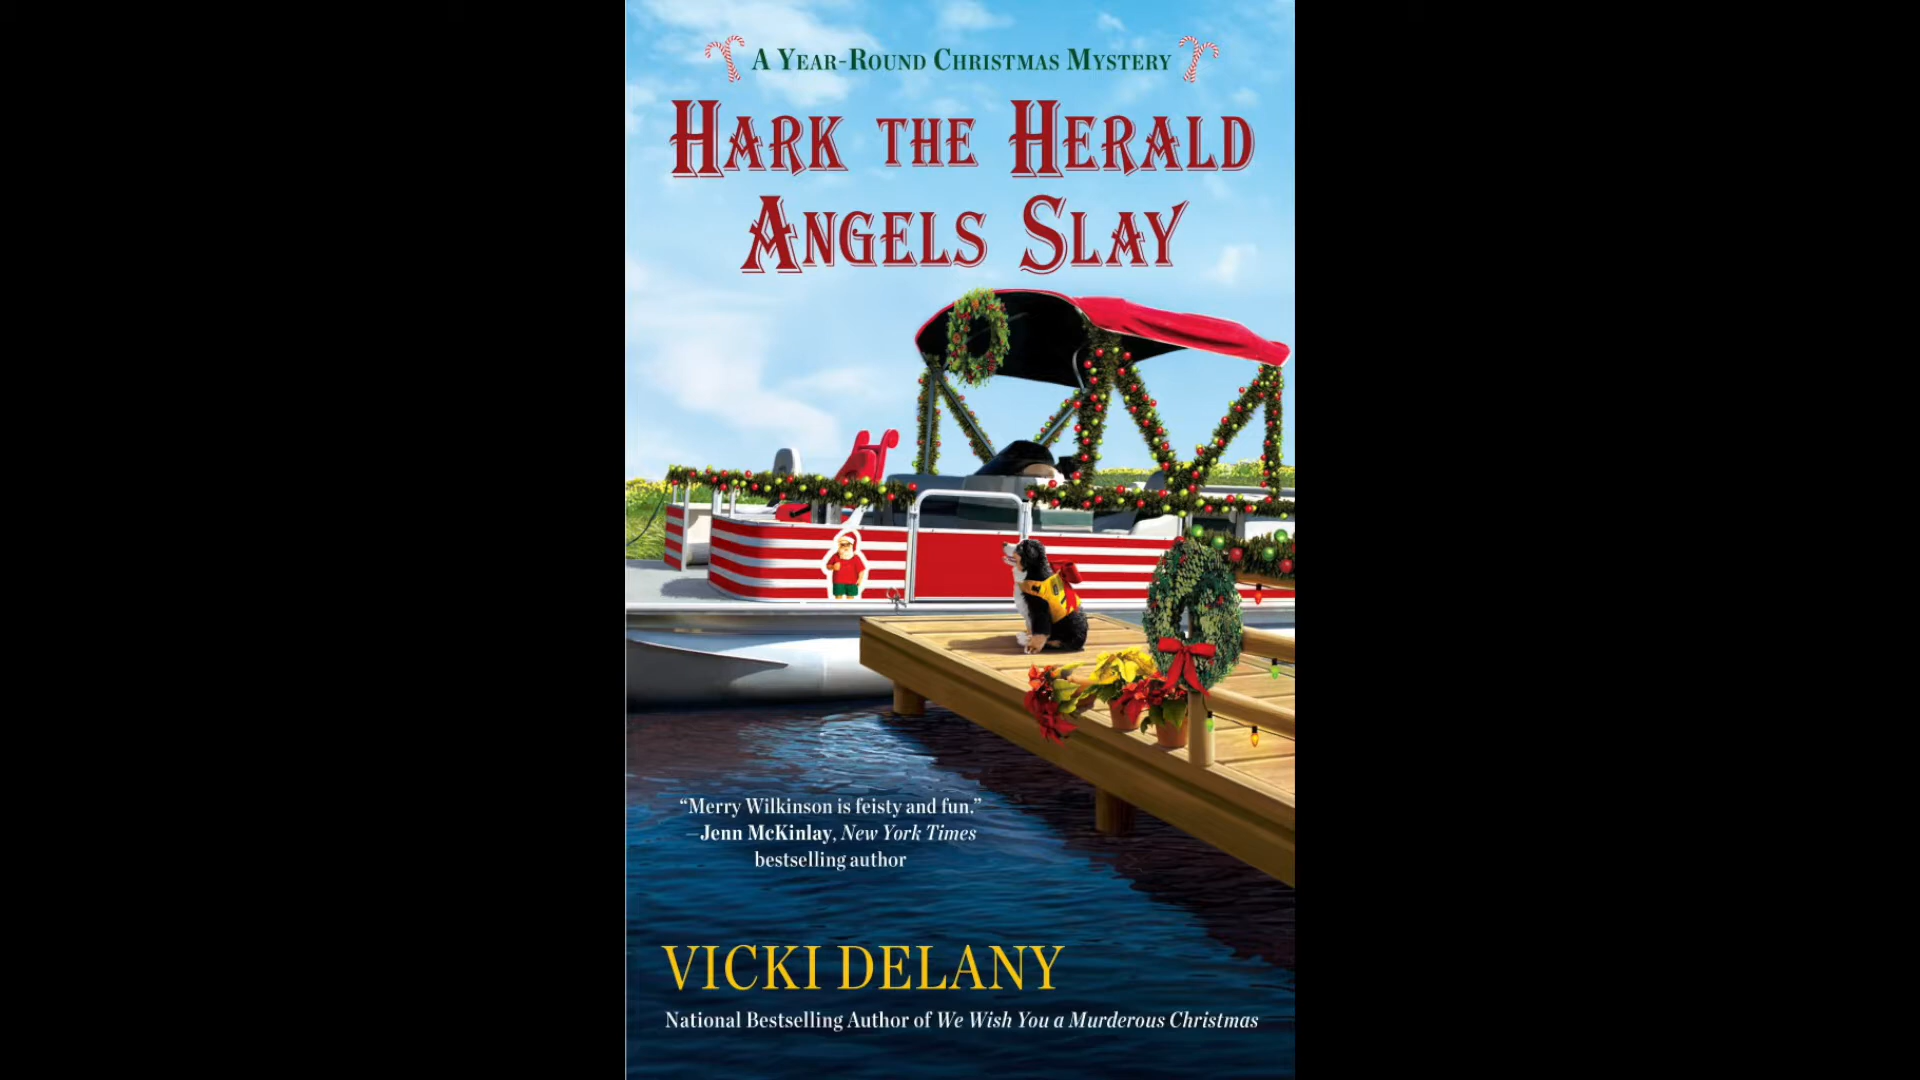 A Year-Round Christmas Mystery
Hark the Herald
Angels Slay
“Merry Wilkinson is feisty and fun.”
—Jenn McKinlay, New York Times
bestselling author
VICKI DELANY
National Bestselling Author of We Wish You a Murderous Christmas